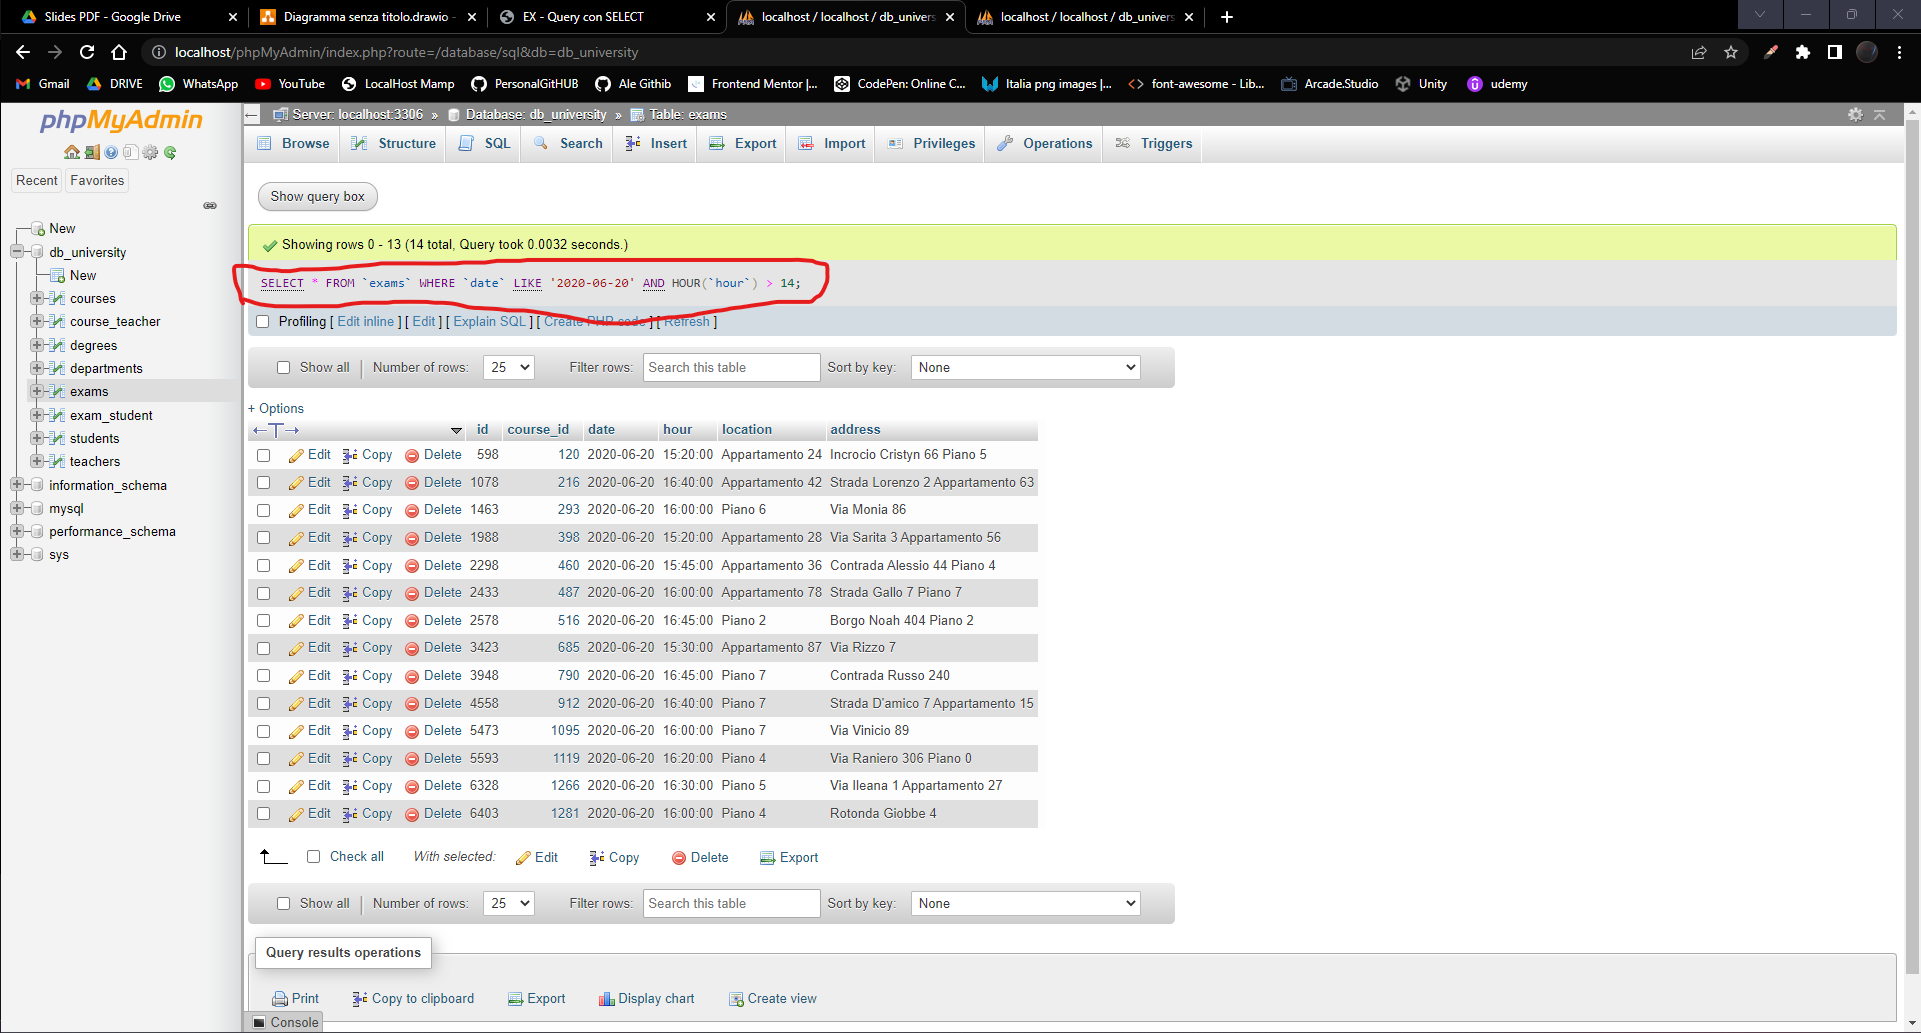 Slides PDF - Google Drive
Diagramma senza titolo.drawio -
EX - Query con SELECT
localhost / localhost / db_univers
localhost / localhost / db_univers
localhost/phpMyAdmin/index.php?route=/database/sql&db=db_university
Gmail DRIVE WhatsApp YouTube LocalHost Mamp PersonalGitHUB Ale Githib Frontend Mentor |... CodePen: Online C... Italia png images |... font-awesome - Lib... Arcade.Studio Unity udemy
phpMyAdmin
Recent Favorites
New
db_university
New
courses
course_teacher
degrees
departments
exams
exam_student
students
teachers
information_schema
mysql
performance_schema
sys
Server: localhost:3306 » Database: db_university » Table: exams
Browse Structure SQL Search Insert Export Import Privileges Operations Triggers
Show query box
Showing rows 0 - 13 (14 total, Query took 0.0032 seconds.)
SELECT * FROM `exams` WHERE `date` LIKE '2020-06-20' AND HOUR(`hour`) > 14;
Profiling [ Edit inline ] [ Edit ] [ Explain SQL ] [ Create PHP code ] [ Refresh ]
Show all Number of rows: 25 Filter rows: Search this table Sort by key: None
+ Options
id course_id date hour location address
Edit Copy Delete 598 120 2020-06-20 15:20:00 Appartamento 24 Incrocio Cristyn 66 Piano 5
Edit Copy Delete 1078 216 2020-06-20 16:40:00 Appartamento 42 Strada Lorenzo 2 Appartamento 63
Edit Copy Delete 1463 293 2020-06-20 16:00:00 Piano 6 Via Monia 86
Edit Copy Delete 1988 398 2020-06-20 15:20:00 Appartamento 28 Via Sarita 3 Appartamento 56
Edit Copy Delete 2298 460 2020-06-20 15:45:00 Appartamento 36 Contrada Alessio 44 Piano 4
Edit Copy Delete 2433 487 2020-06-20 16:00:00 Appartamento 78 Strada Gallo 7 Piano 7
Edit Copy Delete 2578 516 2020-06-20 16:45:00 Piano 2 Borgo Noah 404 Piano 2
Edit Copy Delete 3423 685 2020-06-20 15:30:00 Appartamento 87 Via Rizzo 7
Edit Copy Delete 3948 790 2020-06-20 16:45:00 Piano 7 Contrada Russo 240
Edit Copy Delete 4558 912 2020-06-20 16:40:00 Piano 7 Strada D'amico 7 Appartamento 15
Edit Copy Delete 5473 1095 2020-06-20 16:00:00 Piano 7 Via Vinicio 89
Edit Copy Delete 5593 1119 2020-06-20 16:20:00 Piano 4 Via Raniero 306 Piano 0
Edit Copy Delete 6328 1266 2020-06-20 16:30:00 Piano 5 Via Ileana 1 Appartamento 27
Edit Copy Delete 6403 1281 2020-06-20 16:00:00 Piano 4 Rotonda Giobbe 4
Check all With selected: Edit Copy Delete Export
Show all Number of rows: 25 Filter rows: Search this table Sort by key: None
Query results operations
Print Copy to clipboard Export Display chart Create view
Console